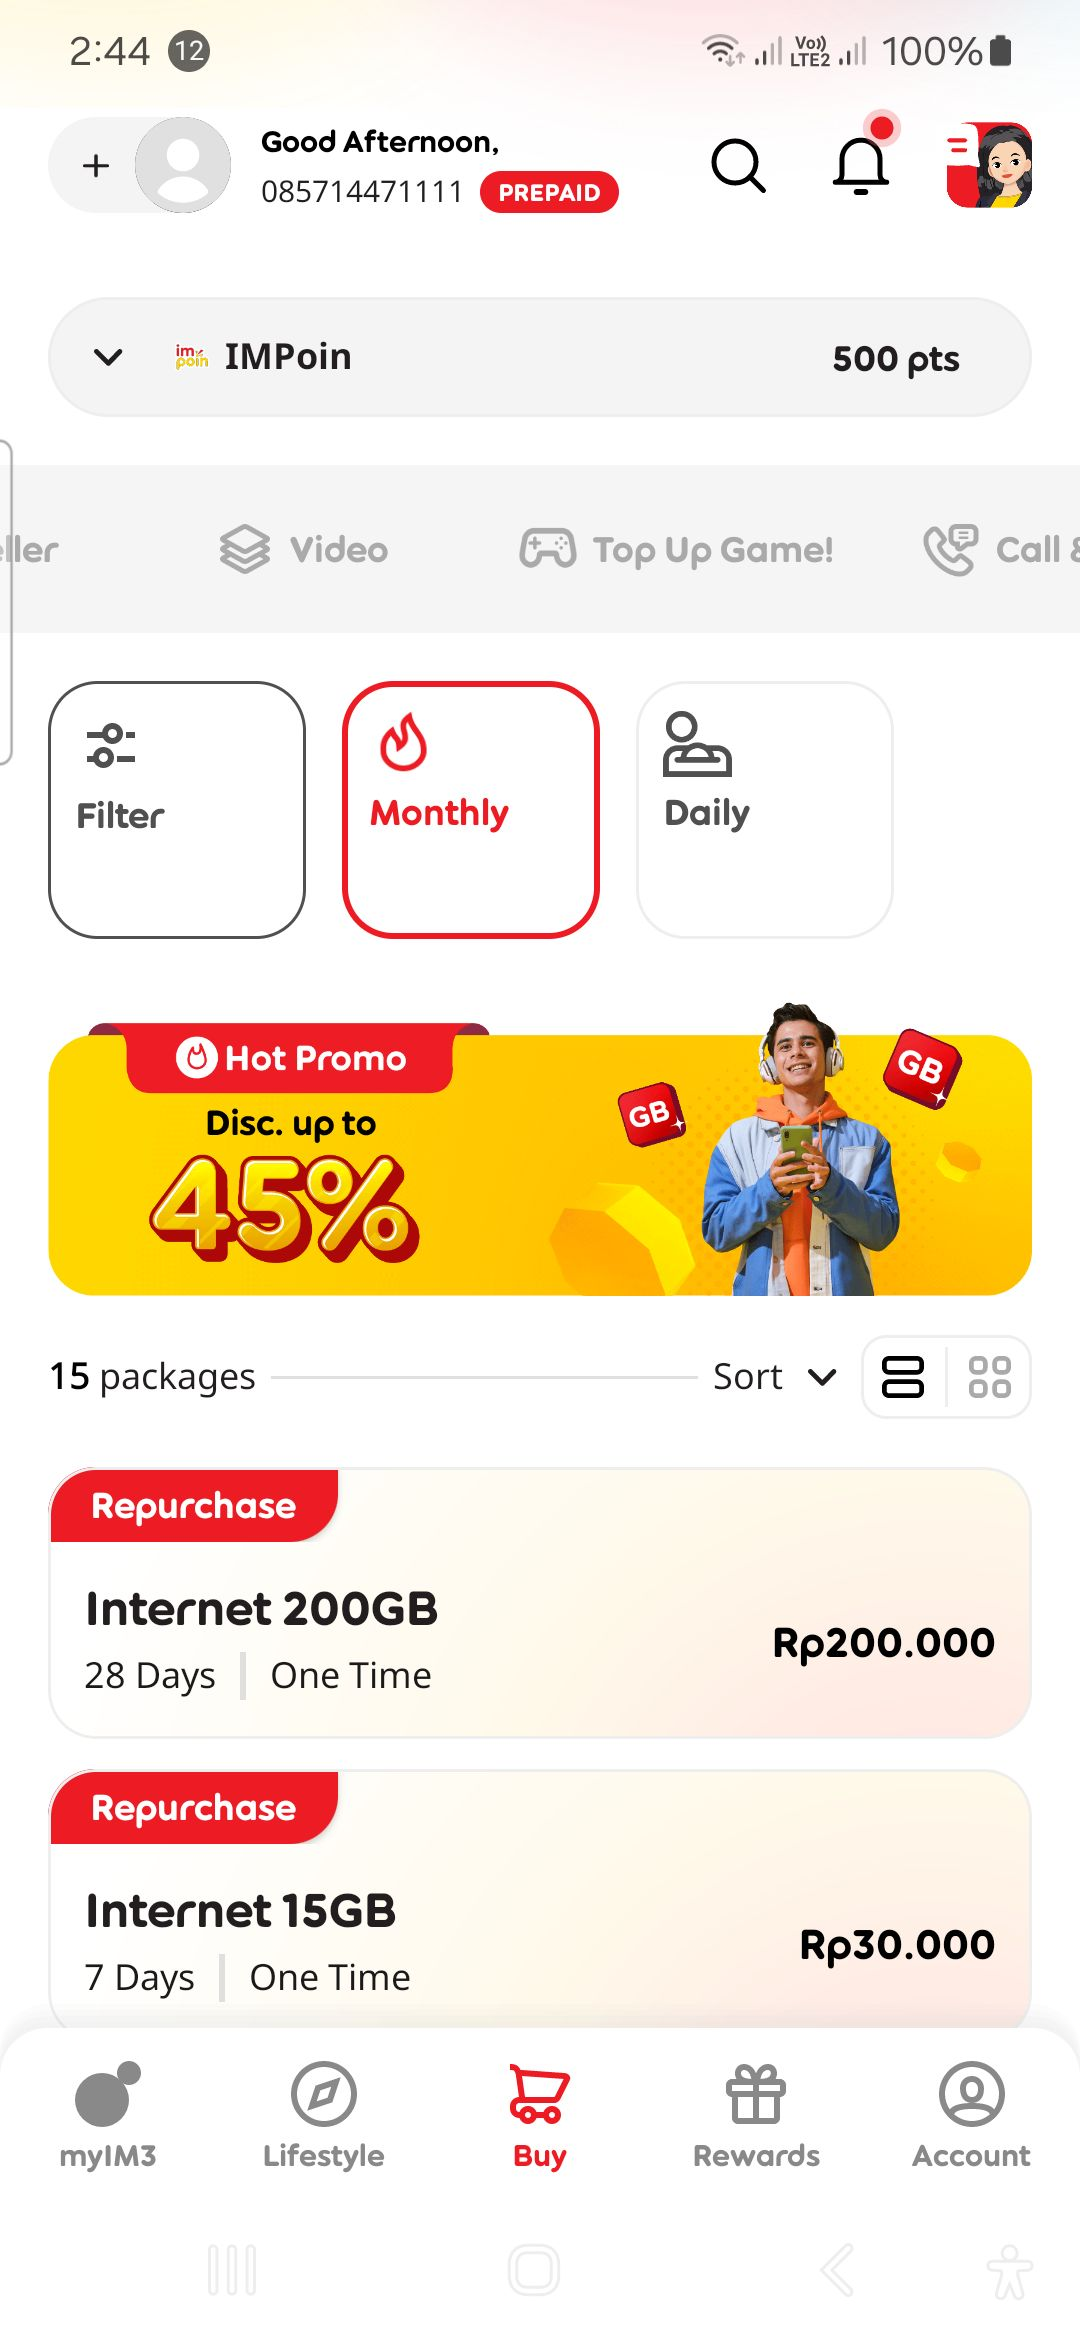 2:44 12 Vo)) LTE2 100%
Good Afternoon,
085714471111 PREPAID
im poin IMPoin 500 pts
Video Top Up Game! Call
Filter Monthly Daily
Hot Promo
Disc. up to
45%
GB GB
15 packages Sort
Repurchase
Internet 200GB
Rp200.000
28 Days One Time
Repurchase
Internet 15GB
Rp30.000
7 Days One Time
myIM3 Lifestyle Buy Rewards Account